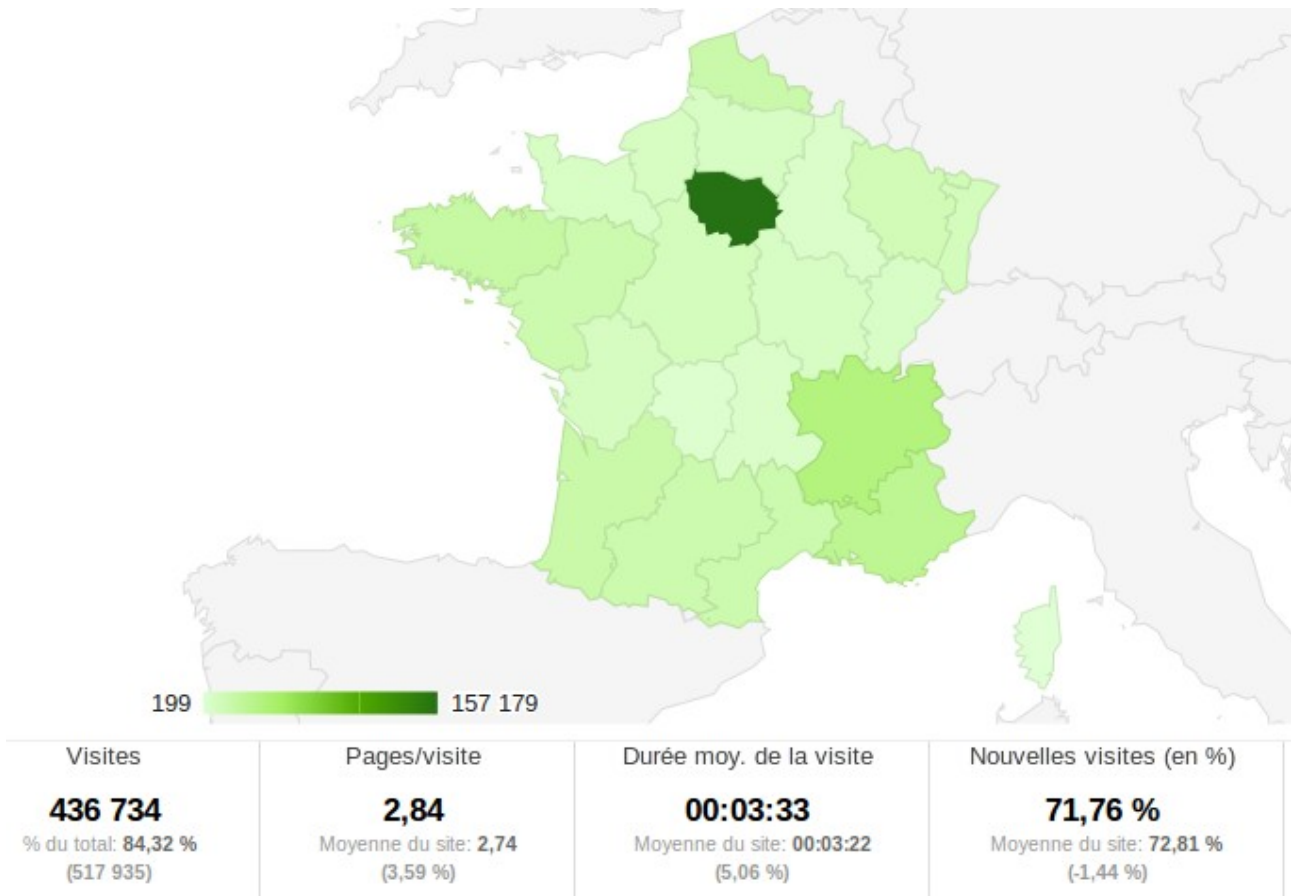 199 157 179
Visites
436 734
% du total: 84,32 %
(517 935)
Pages/visite
2,84
Moyenne du site: 2,74
(3,59 %)
Durée moy. de la visite
00:03:33
Moyenne du site: 00:03:22
(5,06 %)
Nouvelles visites (en %)
71,76 %
Moyenne du site: 72,81 %
(-1,44 %)